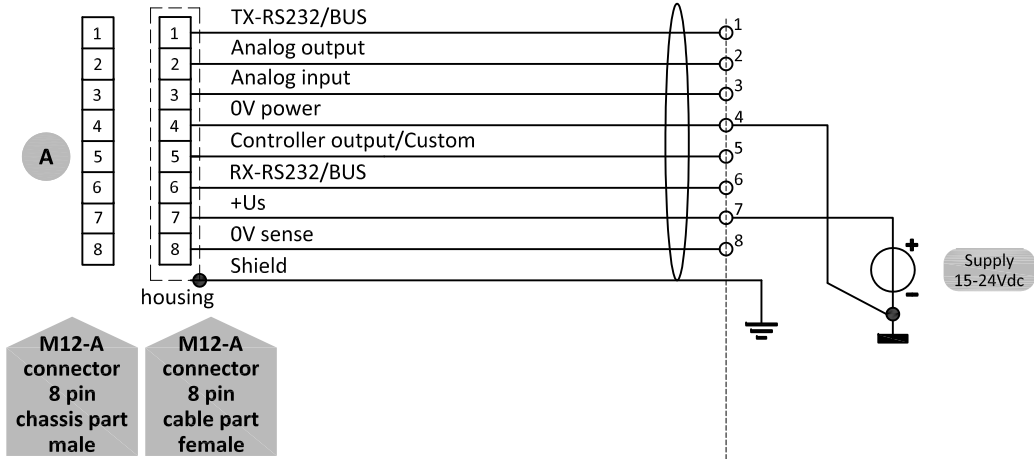 TX-RS232/BUS
1 1 1
Analog output
2 2 2
Analog input
3 3 3
0V power
4 4 4
Controller output/Custom
A 5 5 5
RX-RS232/BUS
6 6 6
+Us
7 7 7
0V sense
8 8 8
+
Supply
15-24Vdc
-
Shield
housing
M12-A
connector
8 pin
chassis part
male
M12-A
connector
8 pin
cable part
female